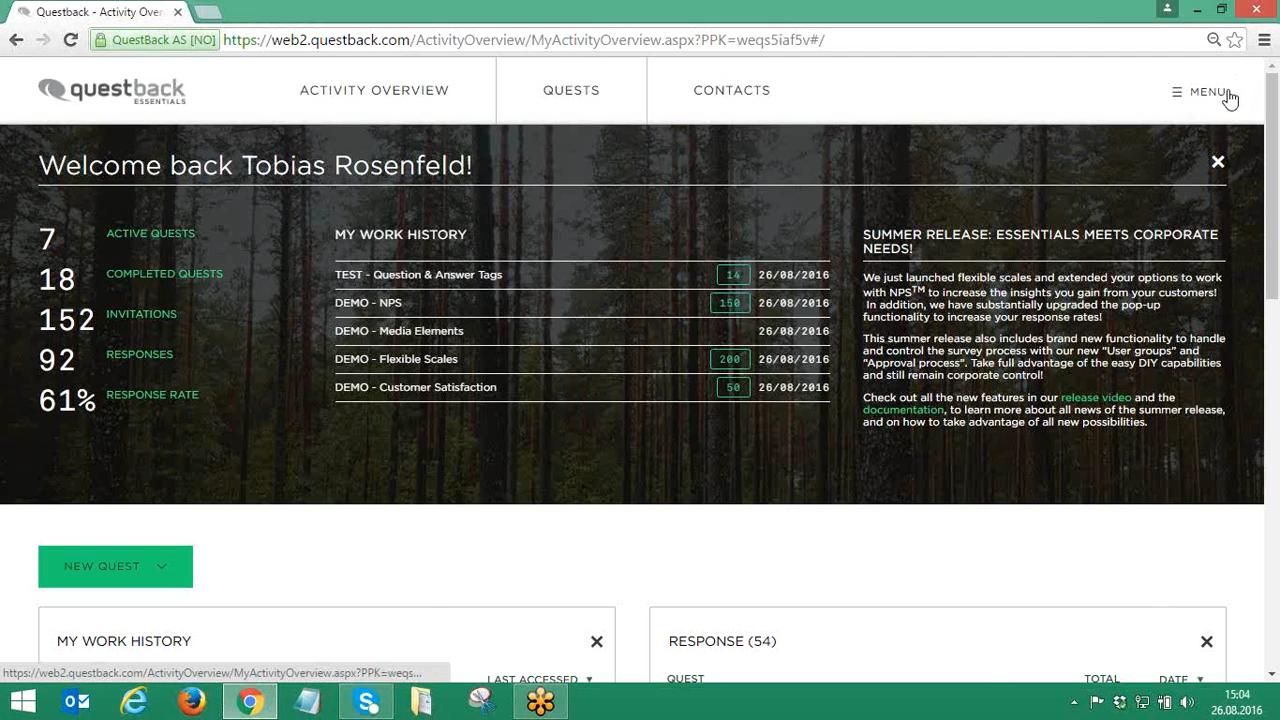 Questback - Activity Over
QuestBack AS [NO]
https://web2.questback.com/ActivityOverview/MyActivityOverview.aspx?PPK=weqs5iaf5v#/
questback
ESSENTIALS
ACTIVITY OVERVIEW
QUESTS
CONTACTS
MENU
Welcome back Tobias Rosenfeld!
7 ACTIVE QUESTS
18 COMPLETED QUESTS
152 INVITATIONS
92 RESPONSES
61% RESPONSE RATE
MY WORK HISTORY
TEST - Question & Answer Tags 14 26/08/2016
DEMO - NPS 150 26/08/2016
DEMO - Media Elements 26/08/2016
DEMO - Flexible Scales 200 26/08/2016
DEMO - Customer Satisfaction 50 26/08/2016
SUMMER RELEASE: ESSENTIALS MEETS CORPORATE
NEEDS!
We just launched flexible scales and extended your options to work
with NPS™ to increase the insights you gain from your customers!
In addition, we have substantially upgraded the pop-up
functionality to increase your response rates!
This summer release also includes brand new functionality to handle
and control the survey process with our new "User groups" and
"Approval process". Take full advantage of the easy DIY capabilities
and still remain corporate control!
Check out all the new features in our release video and the
documentation, to learn more about all news of the summer release,
and on how to take advantage of all new possibilities.
NEW QUEST
MY WORK HISTORY
LAST ACCESSED
RESPONSE (54)
QUEST TOTAL DATE
https://web2.questback.com/ActivityOverview/MyActivityOverview.aspx?PPK=weqs...
15:04
26.08.2016